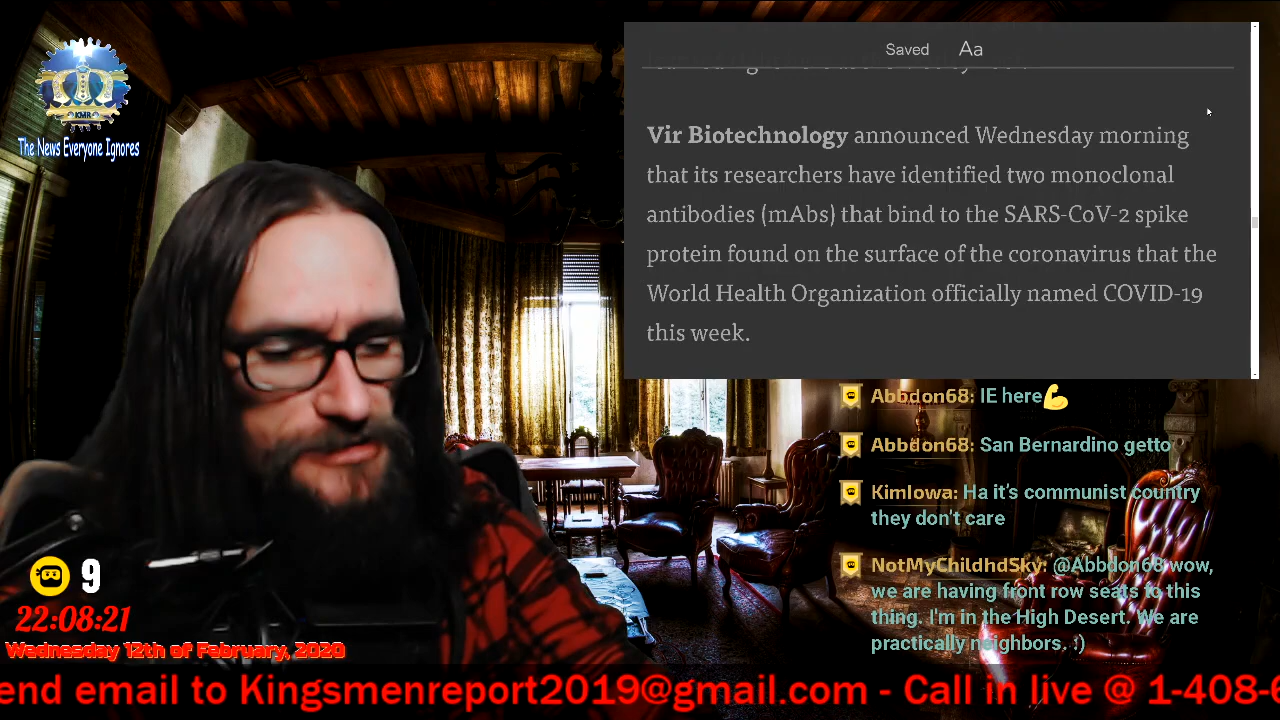 Saved Aa
Vir Biotechnology announced Wednesday morning
that its researchers have identified two monoclonal
antibodies (mAbs) that bind to the SARS-CoV-2 spike
protein found on the surface of the coronavirus that the
World Health Organization officially named COVID-19
this week.
KMR
The News Everyone Ignores
Abbdon68: IE here💪
Abbdon68: San Bernardino getto
KimIowa: Ha it's communist country
they don't care
NotMyChildhdSky: @Abbdon68 wow,
we are having front row seats to this
thing. I'm in the High Desert. We are
practically neighbors. :)
9
22:08:21
Wednesday 12th of February, 2020
end email to Kingsmenreport2019@gmail.com - Call in live @ 1-408-6